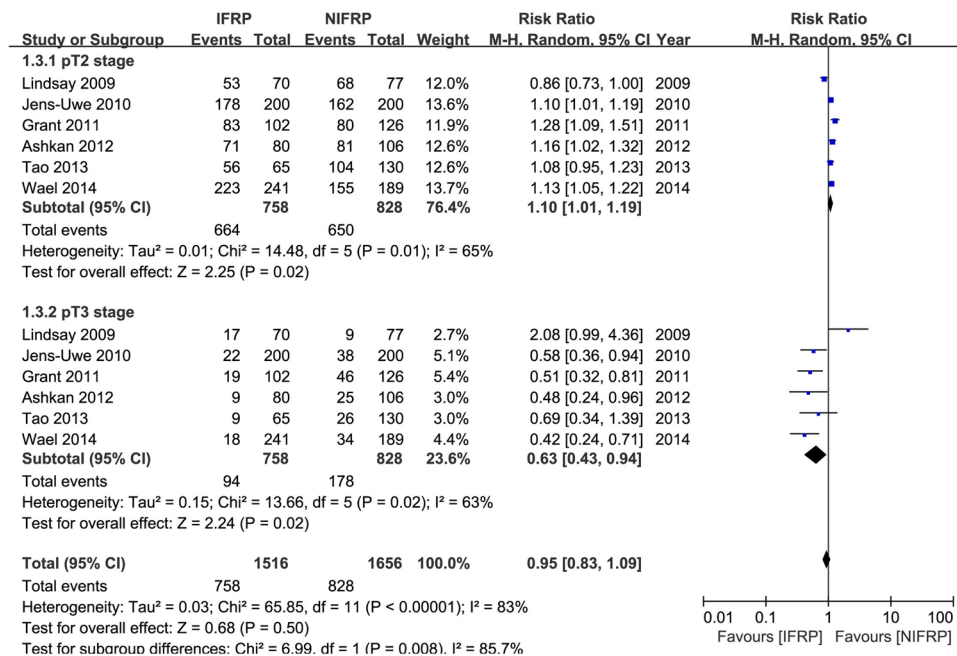 IFRP NIFRP Risk Ratio Risk Ratio
Study or Subgroup Events Total Events Total Weight M-H, Random, 95% CI Year M-H, Random, 95% CI
1.3.1 pT2 stage
Lindsay 2009 53 70 68 77 12.0% 0.86 [0.73, 1.00] 2009
Jens-Uwe 2010 178 200 162 200 13.6% 1.10 [1.01, 1.19] 2010
Grant 2011 83 102 80 126 11.9% 1.28 [1.09, 1.51] 2011
Ashkan 2012 71 80 81 106 12.6% 1.16 [1.02, 1.32] 2012
Tao 2013 56 65 104 130 12.6% 1.08 [0.95, 1.23] 2013
Wael 2014 223 241 155 189 13.7% 1.13 [1.05, 1.22] 2014
Subtotal (95% CI) 758 828 76.4% 1.10 [1.01, 1.19]
Total events 664 650
Heterogeneity: Tau² = 0.01; Chi² = 14.48, df = 5 (P = 0.01); I² = 65%
Test for overall effect: Z = 2.25 (P = 0.02)
1.3.2 pT3 stage
Lindsay 2009 17 70 9 77 2.7% 2.08 [0.99, 4.36] 2009
Jens-Uwe 2010 22 200 38 200 5.1% 0.58 [0.36, 0.94] 2010
Grant 2011 19 102 46 126 5.4% 0.51 [0.32, 0.81] 2011
Ashkan 2012 9 80 25 106 3.0% 0.48 [0.24, 0.96] 2012
Tao 2013 9 65 26 130 3.0% 0.69 [0.34, 1.39] 2013
Wael 2014 18 241 34 189 4.4% 0.42 [0.24, 0.71] 2014
Subtotal (95% CI) 758 828 23.6% 0.63 [0.43, 0.94]
Total events 94 178
Heterogeneity: Tau² = 0.15; Chi² = 13.66, df = 5 (P = 0.02); I² = 63%
Test for overall effect: Z = 2.24 (P = 0.02)
Total (95% CI) 1516 1656 100.0% 0.95 [0.83, 1.09]
Total events 758 828
Heterogeneity: Tau² = 0.03; Chi² = 65.85, df = 11 (P < 0.00001); I² = 83%
Test for overall effect: Z = 0.68 (P = 0.50)
Test for subgroup differences: Chi² = 6.99, df = 1 (P = 0.008), I² = 85.7%
0.01 0.1 1 10 100
Favours [IFRP] Favours [NIFRP]